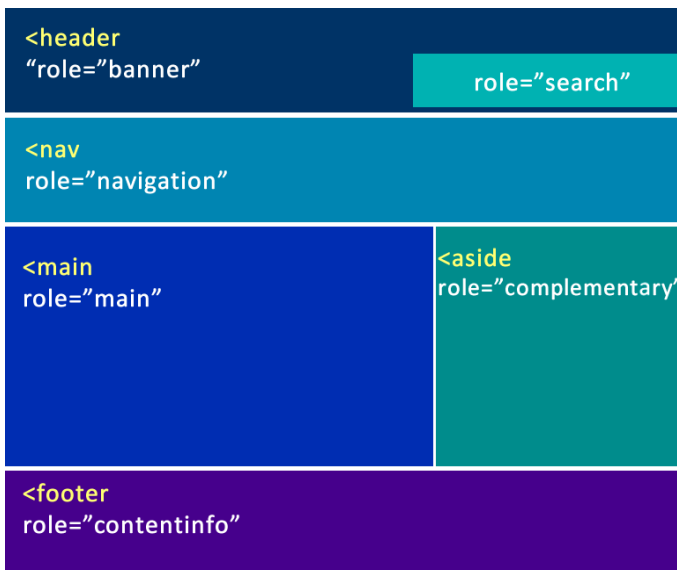 <header
“role=”banner”
role=”search”
<nav
role=”navigation”
<main
role=”main”
<aside
role=”complementary”
<footer
role=”contentinfo”